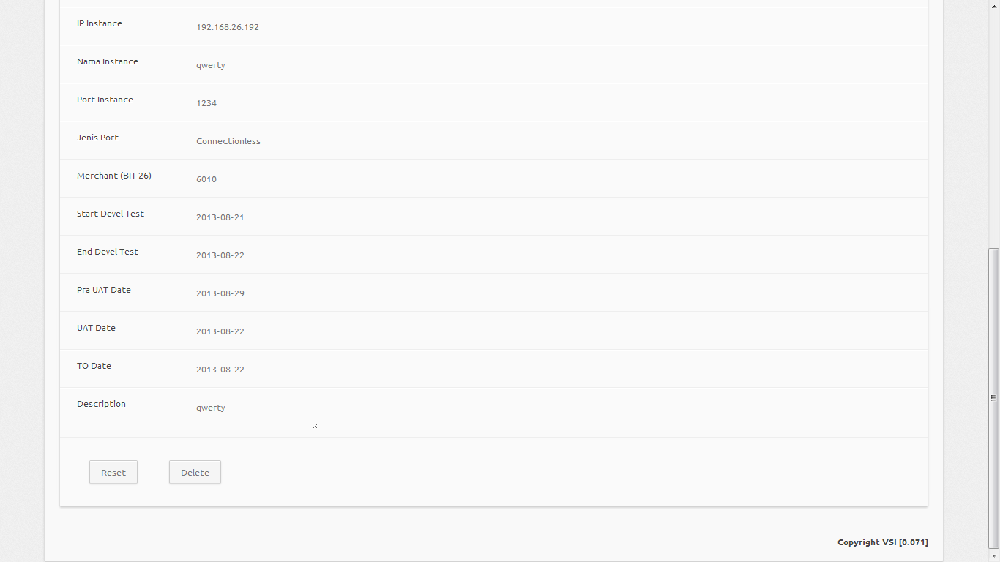 IP Instance 192.168.26.192
Nama Instance qwerty
Port Instance 1234
Jenis Port Connectionless
Merchant (BIT 26) 6010
Start Devel Test 2013-08-21
End Devel Test 2013-08-22
Pra UAT Date 2013-08-29
UAT Date 2013-08-22
TO Date 2013-08-22
Description qwerty
Reset Delete
Copyright VSI [0.071]